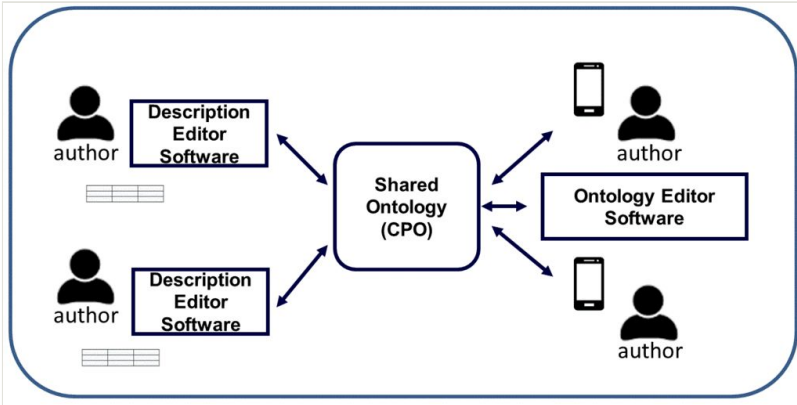 author
Description
Editor
Software
author
Description
Editor
Software
Shared
Ontology
(CPO)
author
Ontology Editor
Software
author